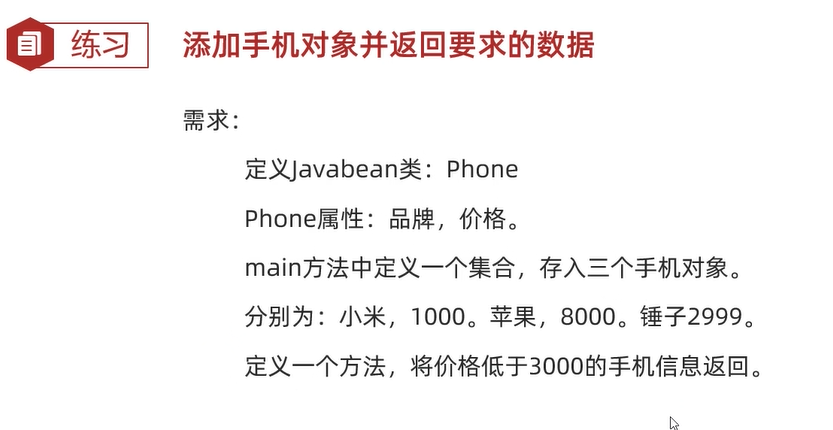 练习
添加手机对象并返回要求的数据
需求：
定义Javabean类：Phone
Phone属性：品牌，价格。
main方法中定义一个集合，存入三个手机对象。
分别为：小米，1000。苹果，8000。锤子2999。
定义一个方法，将价格低于3000的手机信息返回。